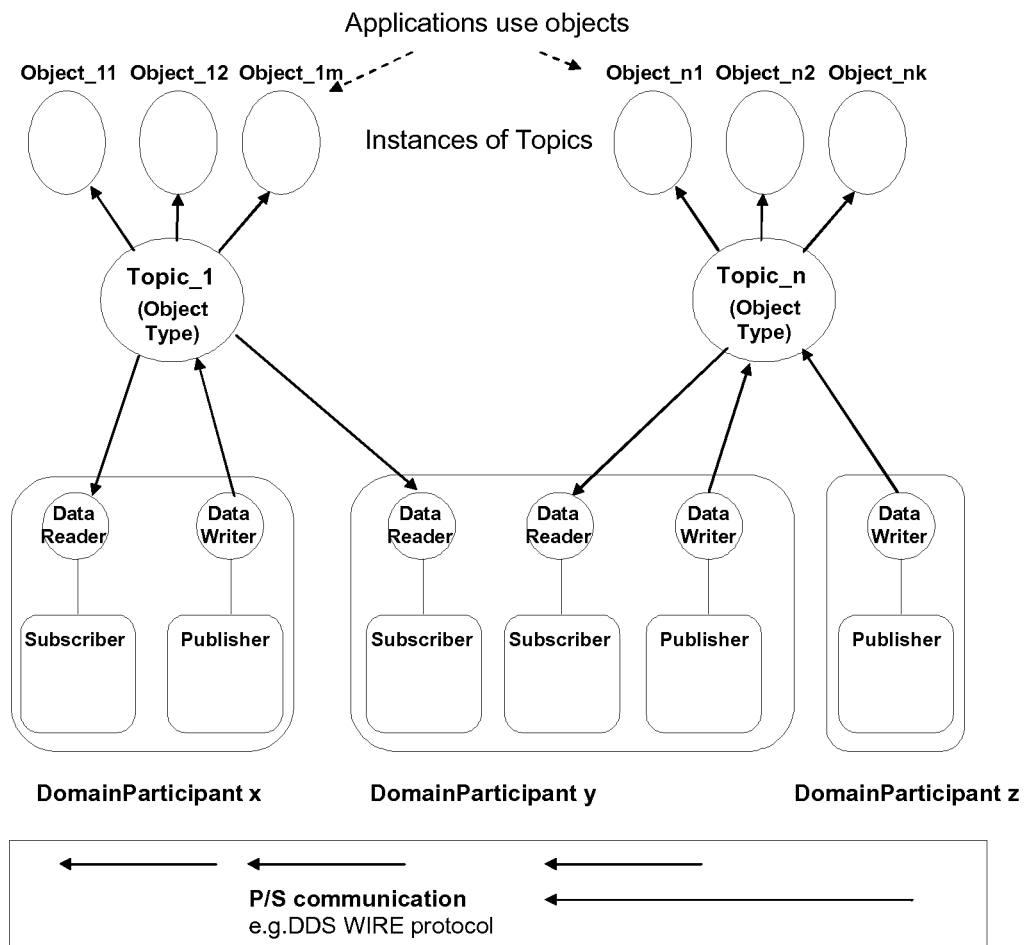 Applications use objects
Object_11 Object_12 Object_1m
Object_n1 Object_n2 Object_nk
Instances of Topics
Topic_1
(Object
Type)
Topic_n
(Object
Type)
Data
Reader
Data
Writer
Data
Reader
Data
Reader
Data
Writer
Data
Writer
Subscriber
Publisher
Subscriber
Subscriber
Publisher
Publisher
DomainParticipant x
DomainParticipant y
DomainParticipant z
P/S communication
e.g.DDS WIRE protocol